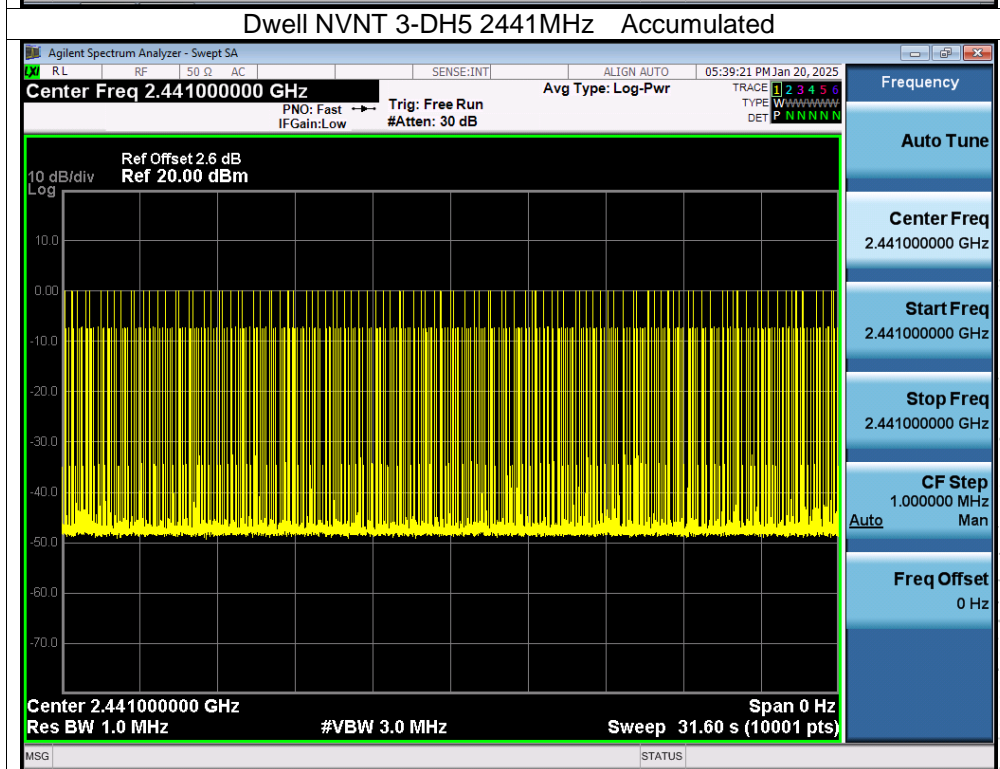 Dwell NVNT 3-DH5 2441MHz    Accumulated
Agilent Spectrum Analyzer - Swept SA
LXI RL RF 50 Ω AC SENSE:INT ALIGN AUTO 05:39:21 PM Jan 20, 2025
Center Freq 2.441000000 GHz
PNO: Fast
IFGain:Low
Trig: Free Run
#Atten: 30 dB
Avg Type: Log-Pwr
TRACE 1 2 3 4 5 6
TYPE WWWWWWW
DET P N N N N N
Ref Offset 2.6 dB
10 dB/div Ref 20.00 dBm
Log
10.0
0.00
-10.0
-20.0
-30.0
-40.0
-50.0
-60.0
-70.0
Center 2.441000000 GHz Span 0 Hz
Res BW 1.0 MHz #VBW 3.0 MHz Sweep 31.60 s (10001 pts)
MSG STATUS
Frequency
Auto Tune
Center Freq
2.441000000 GHz
Start Freq
2.441000000 GHz
Stop Freq
2.441000000 GHz
CF Step
1.000000 MHz
Auto Man
Freq Offset
0 Hz